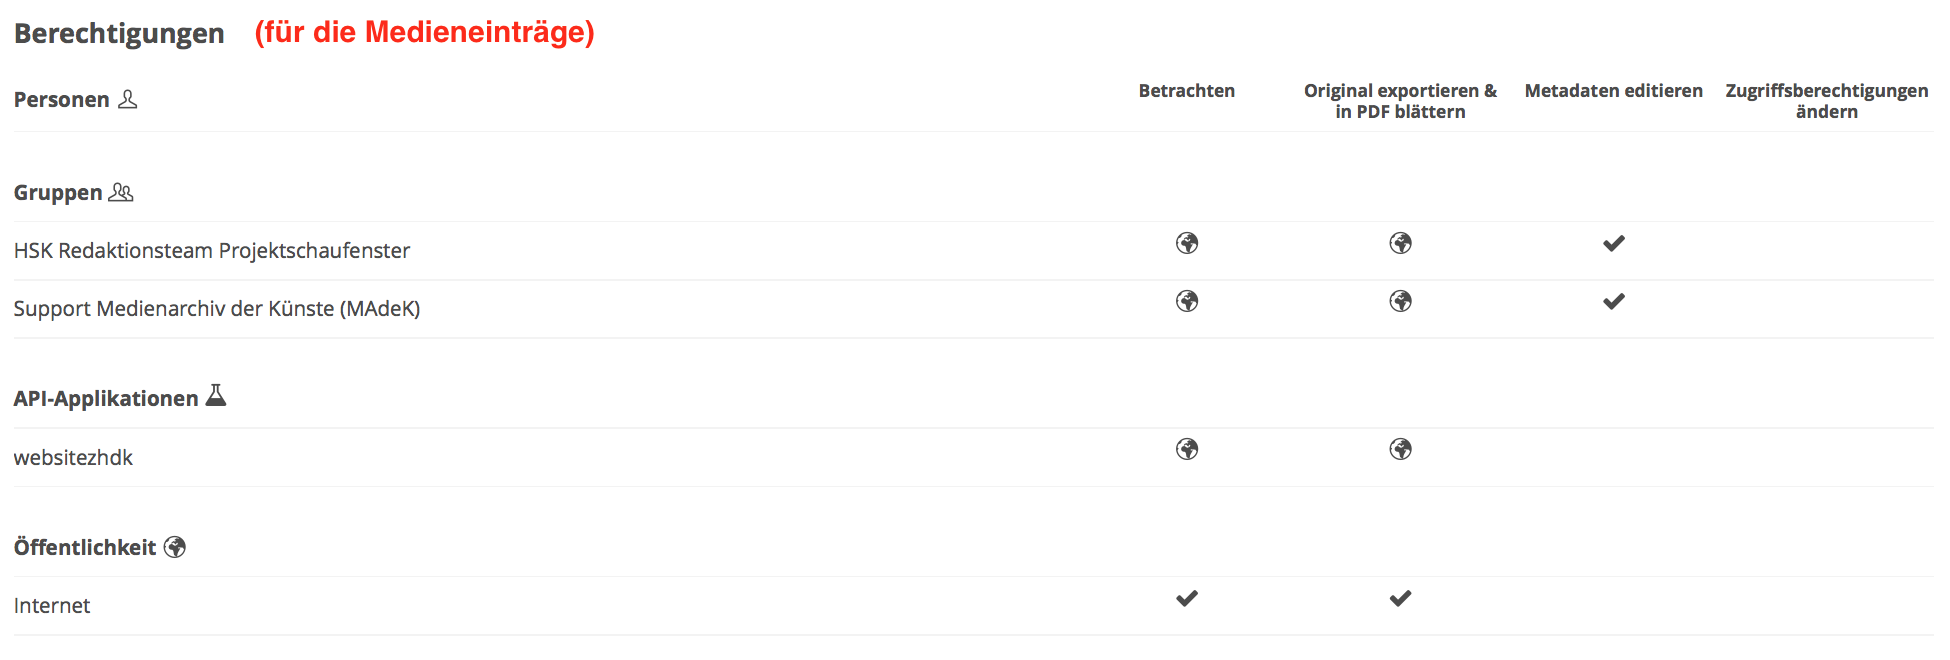 Berechtigungen (für die Medieneinträge)
Personen Betrachten Original exportieren & Metadaten editieren Zugriffsberechtigungen
in PDF blättern ändern
Gruppen
HSK Redaktionsteam Projektschaufenster
Support Medienarchiv der Künste (MAdeK)
API-Applikationen
websitezhdk
Öffentlichkeit
Internet